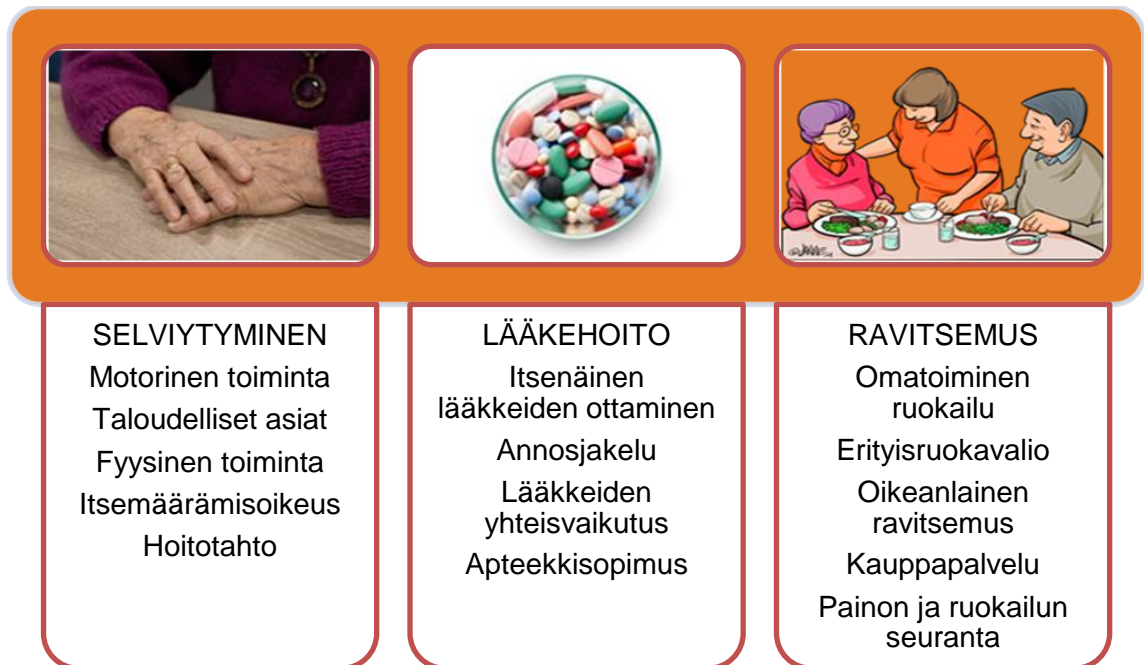 SELVIYTYMINEN
Motorinen toiminta
Taloudelliset asiat
Fyysinen toiminta
Itsemäärämisoikeus
Hoitotahto
LÄÄKEHOITO
Itsenäinen
lääkkeiden ottaminen
Annosjakelu
Lääkkeiden
yhteisvaikutus
Apteekkisopimus
RAVITSEMUS
Omatoiminen
ruokailu
Erityisruokavalio
Oikeanlainen
ravitsemus
Kauppapalvelu
Painon ja ruokailun
seuranta